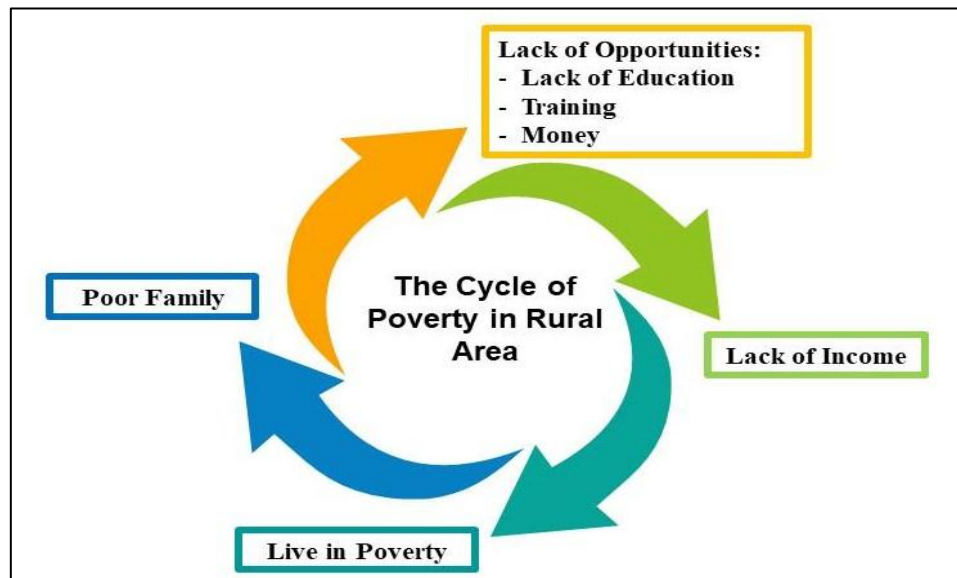 Lack of Opportunities:
- Lack of Education
- Training
- Money
Poor Family
The Cycle of
Poverty in Rural
Area
Lack of Income
Live in Poverty